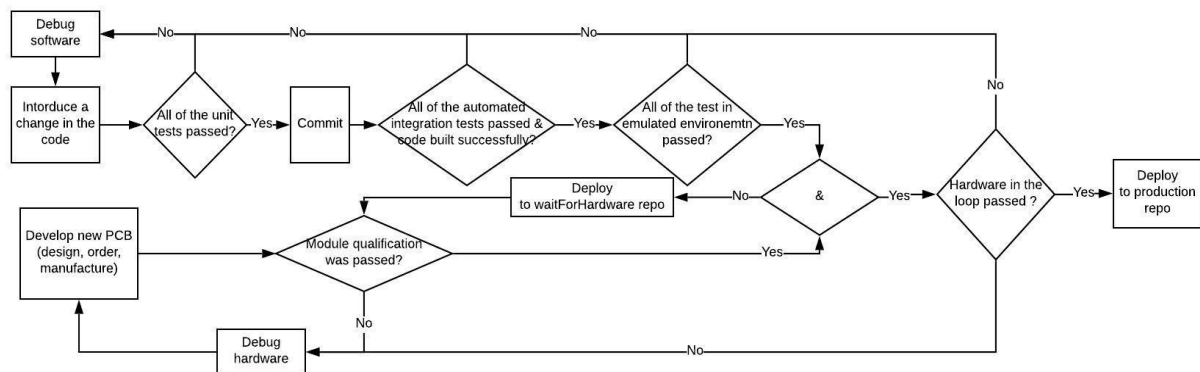 Debug
software
No
No
No
No
Intorduce a
change in the
code
All of the unit
tests passed?
Yes
Commit
All of the automated
integration tests passed &
code built successfully?
Yes
All of the test in
emulated environemtn
passed?
Yes
Deploy
to waitForHardware repo
No
&
Yes
Hardware in the
loop passed ?
Yes
Deploy
to production
repo
Develop new PCB
(design, order,
manufacture)
Module qualification
was passed?
Yes
No
Debug
hardware
No